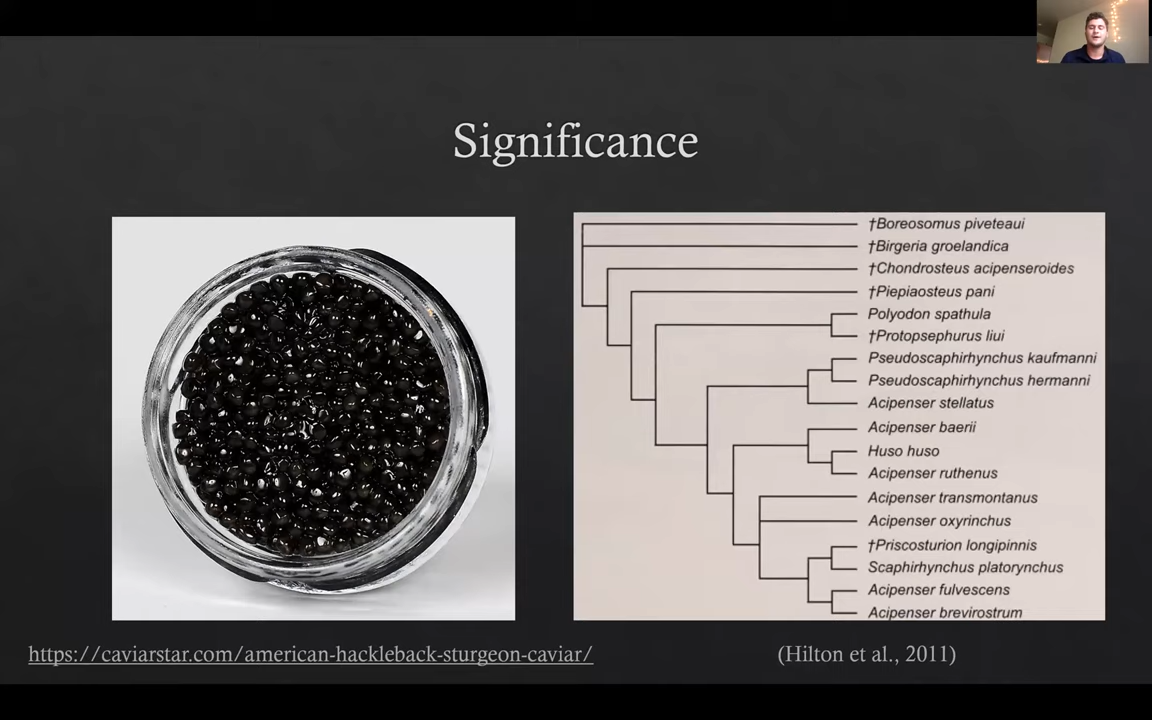 Significance
†Boreosomus piveteaui
†Birgeria groelandica
†Chondrosteus acipenseroides
†Piepiaosteus pani
Polyodon spathula
†Protopsephurus liui
Pseudoscaphirhynchus kaufmanni
Pseudoscaphirhynchus hermanni
Acipenser stellatus
Acipenser baerii
Huso huso
Acipenser ruthenus
Acipenser transmontanus
Acipenser oxyrinchus
†Priscosturion longipinnis
Scaphirhynchus platorynchus
Acipenser fulvescens
Acipenser brevirostrum
https://caviarstar.com/american-hackleback-sturgeon-caviar/
(Hilton et al., 2011)